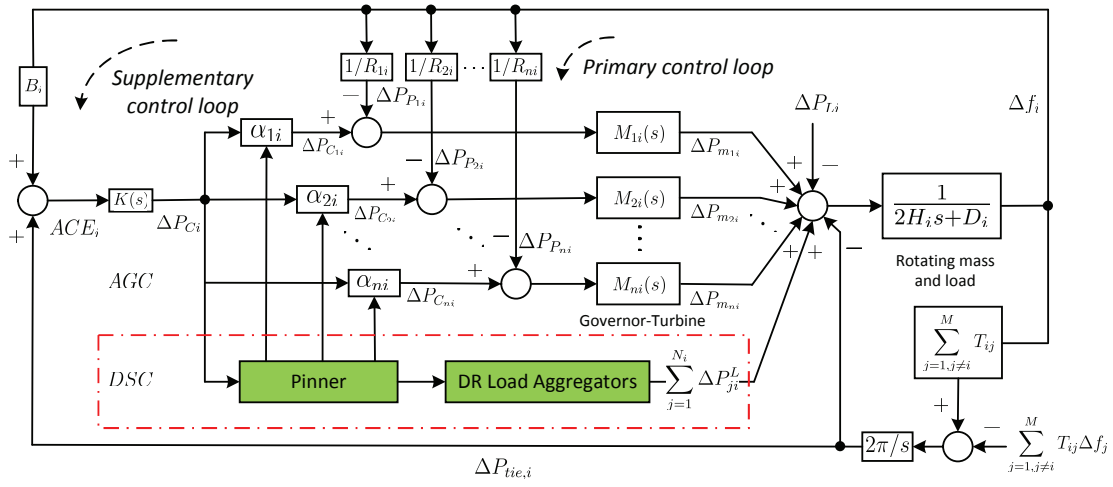 1/R_{1i}
1/R_{2i}
...
1/R_{ni}
B_i
Supplementary
control loop
Primary control loop
− ΔP_{P_{1i}}
ΔP_{Li}
Δf_i
+
α_{1i}
+
ΔP_{C_{1i}}
M_{1i}(s)
ΔP_{m_{1i}}
− ΔP_{P_{2i}}
+
−
K(s)
α_{2i}
+
ΔP_{C_{2i}}
M_{2i}(s)
+
ΔP_{m_{2i}}
1
2H_i s+D_i
ACE_i
ΔP_{Ci}
+
− ΔP_{P_{ni}}
+
+
−
Rotating mass
and load
AGC
α_{ni}
+
ΔP_{C_{ni}}
M_{ni}(s)
+
ΔP_{m_{ni}}
Governor-Turbine
M
∑ T_{ij}
j=1,j≠i
DSC
Pinner
DR Load Aggregators
N_i
∑ ΔP_{ji}^L
j=1
+
−
2π/s
M
∑ T_{ij}Δf_j
j=1,j≠i
ΔP_{tie,i}